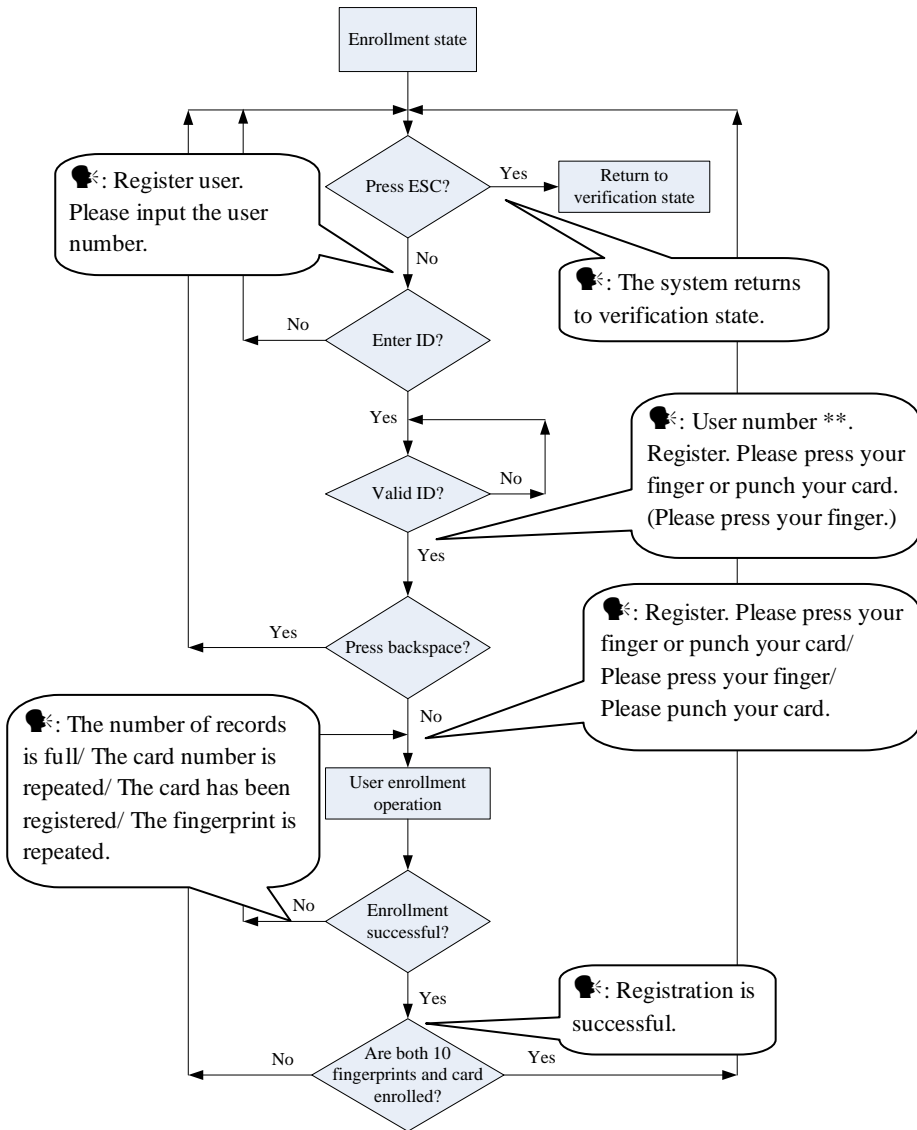 Enrollment state
Press ESC?
Yes
Return to
verification state
: Register user.
Please input the user
number.
No
: The system returns
to verification state.
No
Enter ID?
Yes
: User number **.
Register. Please press your
finger or punch your card.
(Please press your finger.)
Valid ID?
No
Yes
: Register. Please press your
finger or punch your card/
Please press your finger/
Please punch your card.
Yes
Press backspace?
No
: The number of records
is full/ The card number is
repeated/ The card has been
registered/ The fingerprint is
repeated.
User enrollment
operation
No
Enrollment
successful?
Yes
: Registration is
successful.
No
Are both 10
fingerprints and card
enrolled?
Yes